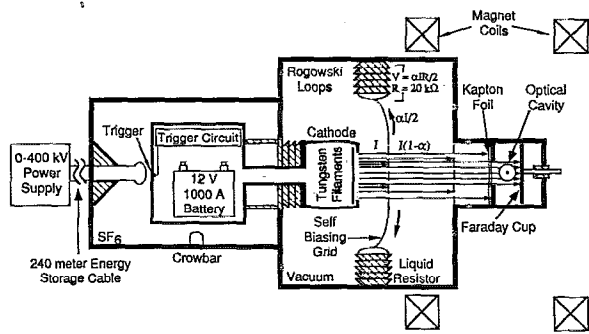 Magnet
Coils
Rogowski
Loops
V = αIR/2
R = 20 kΩ
Kapton
Foil
Optical
Cavity
αI/2
Trigger
Trigger Circuit
Cathode
I
I(1-α)
0-400 kV
Power
Supply
12 V
1000 A
Battery
Tungsten
Filaments
Self
Biasing
Grid
Faraday Cup
SF6
Crowbar
240 meter Energy
Storage Cable
Vacuum
Liquid
Resistor